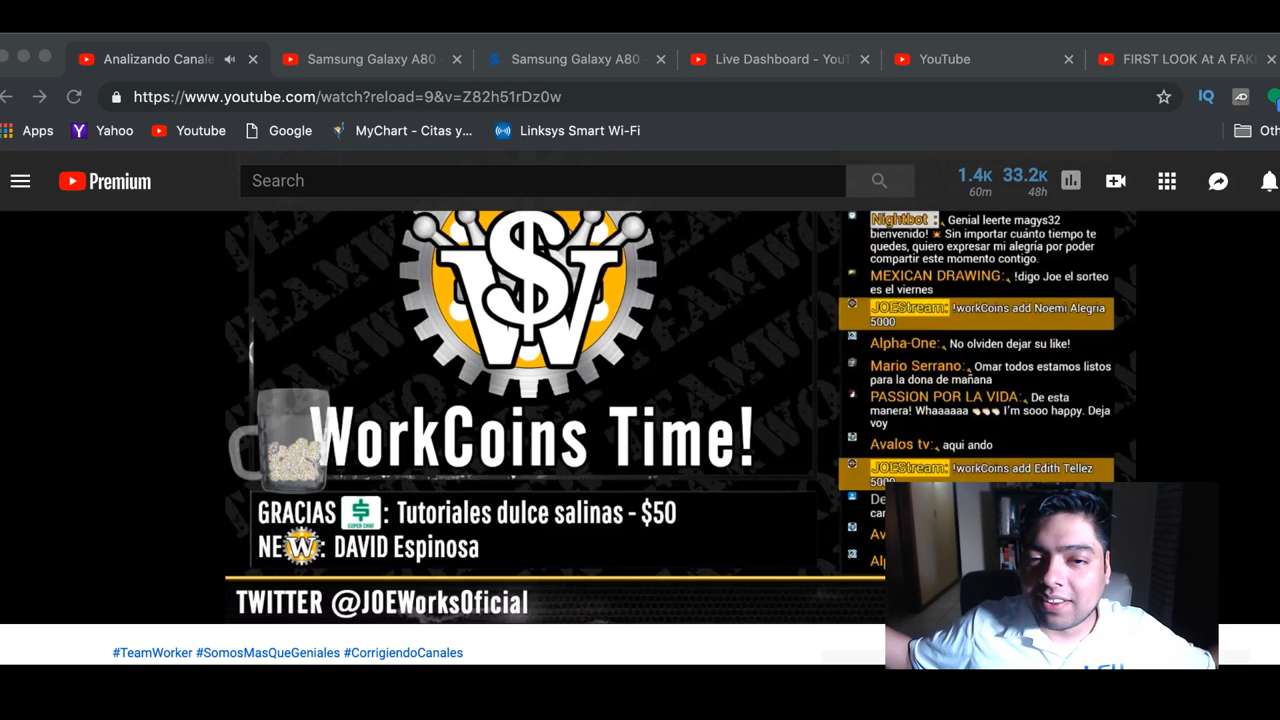 Analizando Canale
Samsung Galaxy A80 -
Samsung Galaxy A80 -
Live Dashboard - YouT
YouTube
FIRST LOOK At A FAK
https://www.youtube.com/watch?reload=9&v=Z82h51rDz0w
IQ
Apps
Yahoo
Youtube
Google
MyChart - Citas y...
Linksys Smart Wi-Fi
Oth
Premium
Search
1.4K
60m
33.2K
48h
Nightbot : Genial leerte magys32
bienvenido! Sin importar cuánto tiempo te
quedes, quiero expresar mi alegría por poder
compartir este momento contigo.
MEXICAN DRAWING: !digo Joe el sorteo
es el viernes
JOEStream: !workCoins add Noemi Alegria
5000
Alpha-One: No olviden dejar su like!
Mario Serrano: Omar todos estamos listos
para la dona de mañana
PASSION POR LA VIDA: De esta
manera! Whaaaaaa I'm sooo happy. Deja
voy
Avalos tv: aqui ando
JOEStream: !workCoins add Edith Tellez
5000
De
car
Av
Alp
TEAMWORK
W$
WorkCoins Time!
GRACIAS $ SUPER CHAT : Tutoriales dulce salinas - $50
NEW: DAVID Espinosa
TWITTER @JOEWorksOficial
#TeamWorker #SomosMasQueGeniales #CorrigiendoCanales